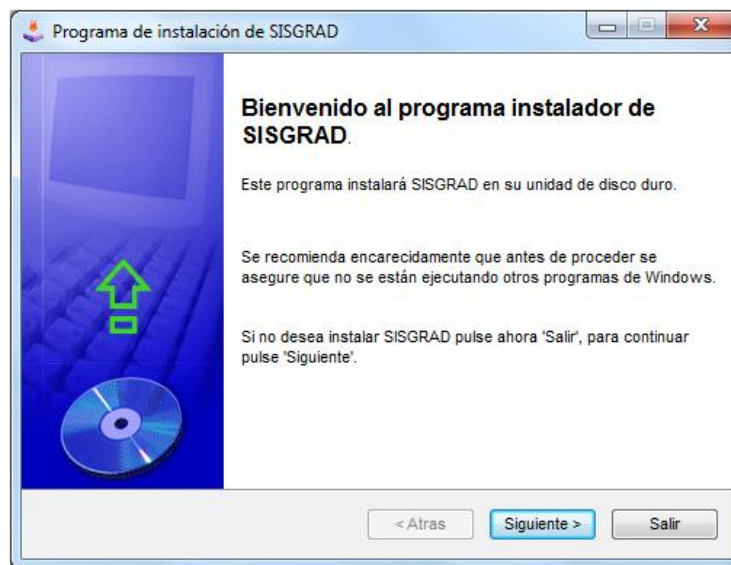 Programa de instalación de SISGRAD
Bienvenido al programa instalador de
SISGRAD.
Este programa instalará SISGRAD en su unidad de disco duro.
Se recomienda encarecidamente que antes de proceder se
asegure que no se están ejecutando otros programas de Windows.
Si no desea instalar SISGRAD pulse ahora 'Salir', para continuar
pulse 'Siguiente'.
< Atras
Siguiente >
Salir